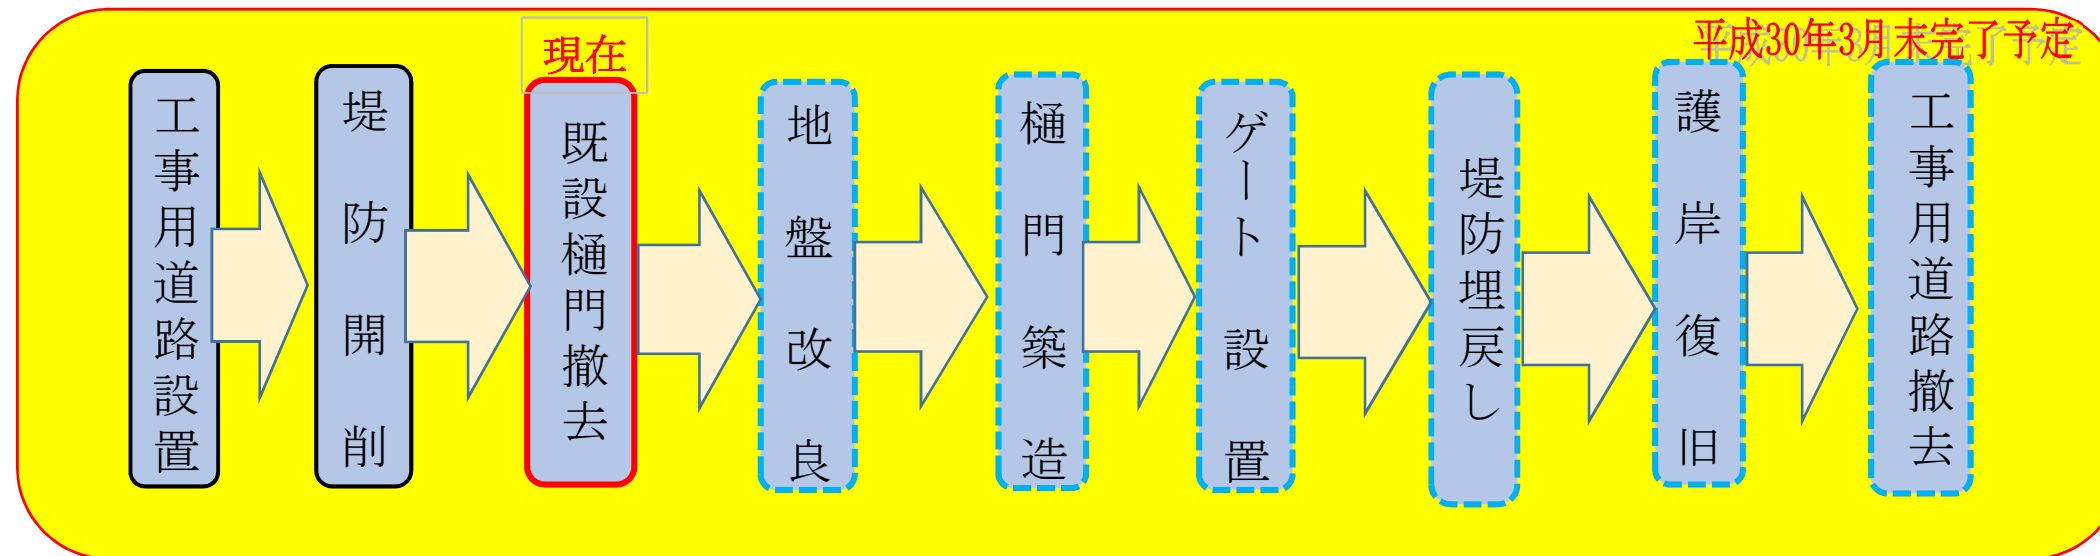 平成30年3月末完了予定
現在
工事用道路設置
堤防開削
既設樋門撤去
地盤改良
樋門築造
ゲート設置
堤防埋戻し
護岸復旧
工事用道路撤去